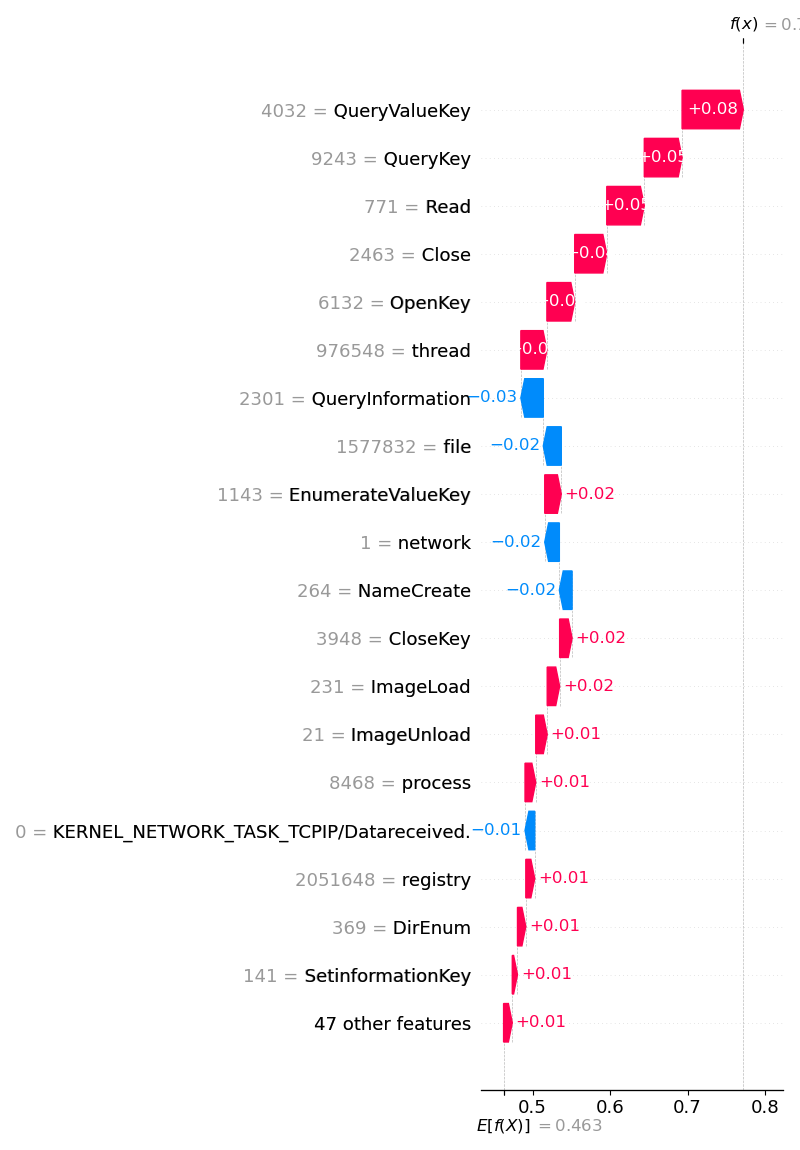 f(x) = 0.
4032 = QueryValueKey +0.08
9243 = QueryKey +0.05
771 = Read +0.05
2463 = Close
6132 = OpenKey
976548 = thread
2301 = QueryInformation −0.03
1577832 = file −0.02
1143 = EnumerateValueKey +0.02
1 = network −0.02
264 = NameCreate −0.02
3948 = CloseKey +0.02
231 = ImageLoad +0.02
21 = ImageUnload +0.01
8468 = process +0.01
0 = KERNEL_NETWORK_TASK_TCPIP/Datareceived. −0.01
2051648 = registry +0.01
369 = DirEnum +0.01
141 = SetinformationKey +0.01
47 other features +0.01
0.5 0.6 0.7 0.8
E[f(X)] = 0.463